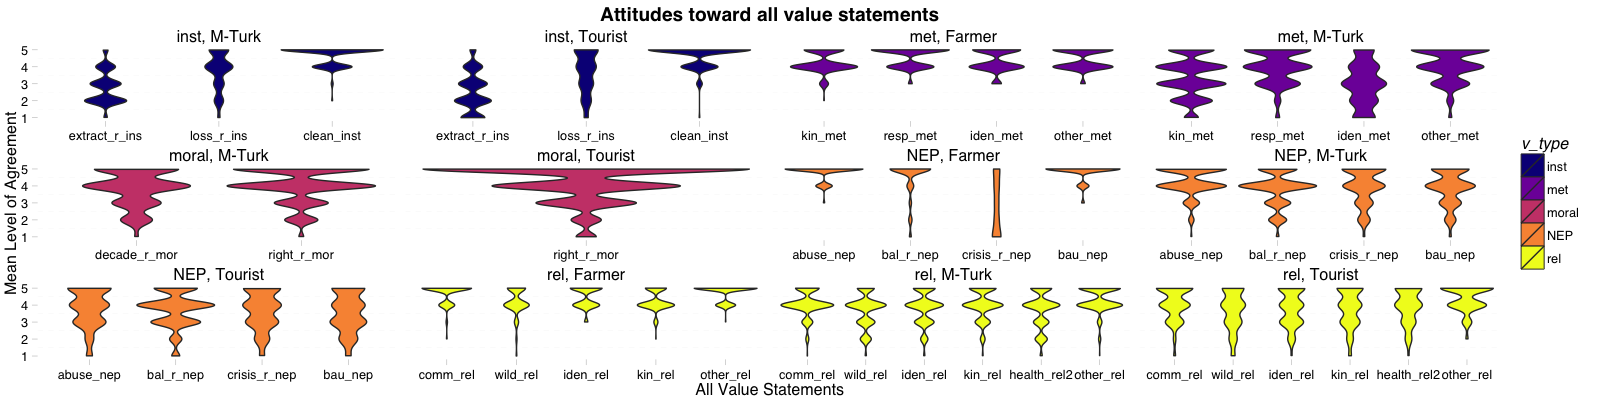 Attitudes toward all value statements
inst, M-Turk
inst, Tourist
met, Farmer
met, M-Turk
5
4
3
2
1
extract_r_ins loss_r_ins clean_inst
extract_r_ins loss_r_ins clean_inst
kin_met resp_met iden_met other_met
kin_met resp_met iden_met other_met
moral, M-Turk
moral, Tourist
NEP, Farmer
NEP, M-Turk
5
4
3
2
1
decade_r_mor right_r_mor
right_r_mor
abuse_nep bal_r_nep crisis_r_nep bau_nep
abuse_nep bal_r_nep crisis_r_nep bau_nep
NEP, Tourist
rel, Farmer
rel, M-Turk
rel, Tourist
5
4
3
2
1
abuse_nep bal_r_nep crisis_r_nep bau_nep
comm_rel wild_rel iden_rel kin_rel other_rel
comm_rel wild_rel iden_rel kin_rel health_rel2 other_rel
comm_rel wild_rel iden_rel kin_rel health_rel2 other_rel
All Value Statements
Mean Level of Agreement
v_type
inst
met
moral
NEP
rel